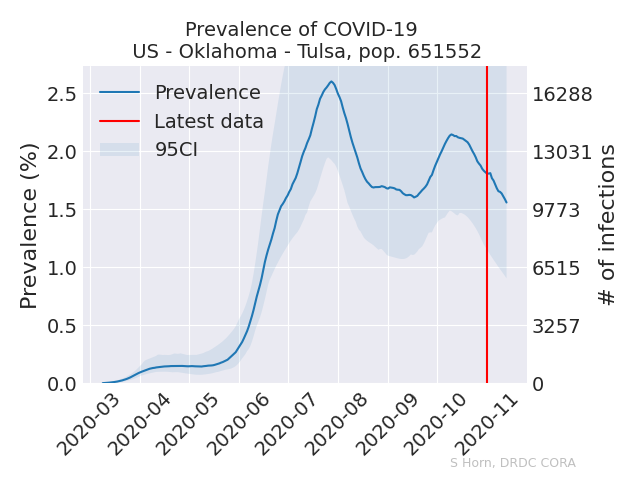 Prevalence of COVID-19
US - Oklahoma - Tulsa, pop. 651552
Prevalence
Latest data
95CI
Prevalence (%)
2.5
2.0
1.5
1.0
0.5
0.0
16288
13031
9773
6515
3257
0
# of infections
2020-03
2020-04
2020-05
2020-06
2020-07
2020-08
2020-09
2020-10
2020-11
S Horn, DRDC CORA